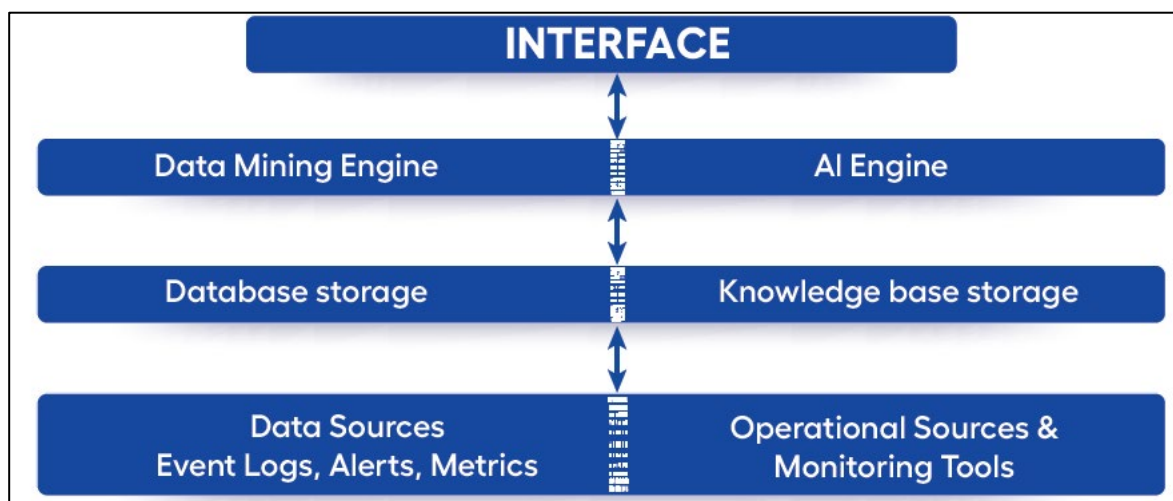 INTERFACE
Data Mining Engine
AI Engine
Database storage
Knowledge base storage
Data Sources
Event Logs, Alerts, Metrics
Operational Sources &
Monitoring Tools